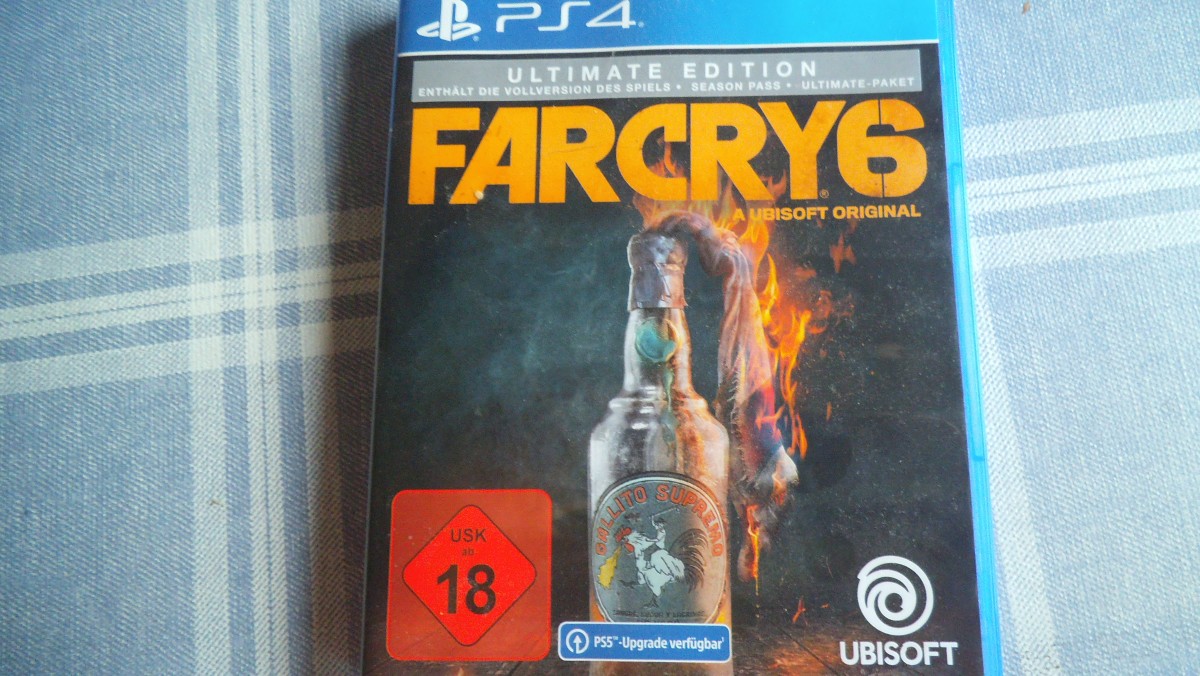 PS4
ULTIMATE EDITION
ENTHÄLT DIE VOLLVERSION DES SPIELS • SEASON PASS • ULTIMATE-PAKET
FARCRY6®
A UBISOFT ORIGINAL
GALLITO SUPREMO
USK
ab
18
PS5™-Upgrade verfügbar¹
UBISOFT